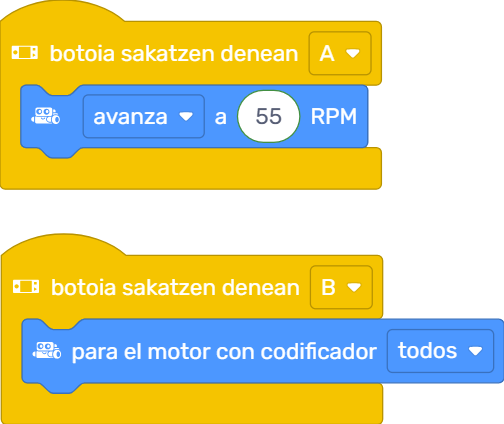 botoia sakatzen denean A
avanza a 55 RPM
botoia sakatzen denean B
para el motor con codificador todos